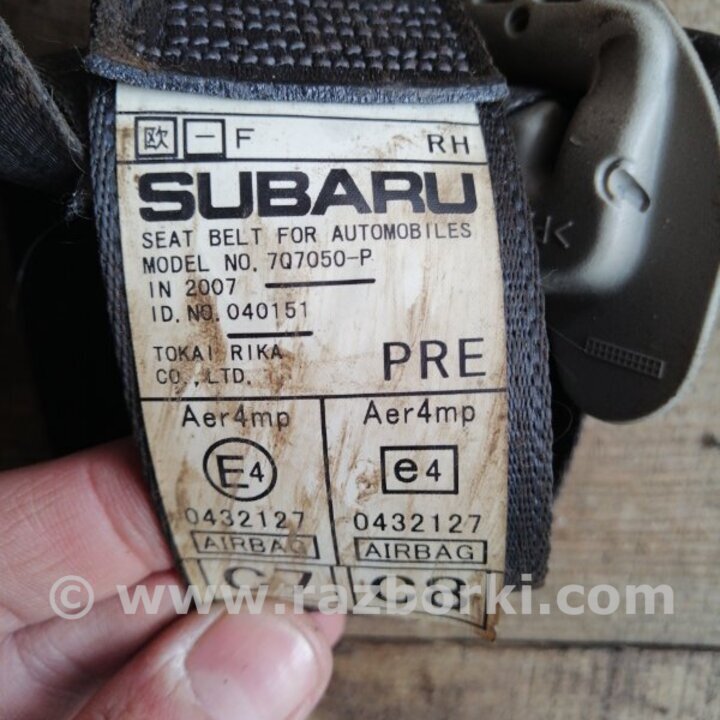 欧 一 F RH
SUBARU
SEAT BELT FOR AUTOMOBILES
MODEL NO. 7Q7050-P
IN 2007
ID. NO. 040151
TOKAI RIKA
CO., LTD.
PRE
Aer4mp Aer4mp
E4 e4
0432127 0432127
AIRBAG AIRBAG
© www.razborki.com